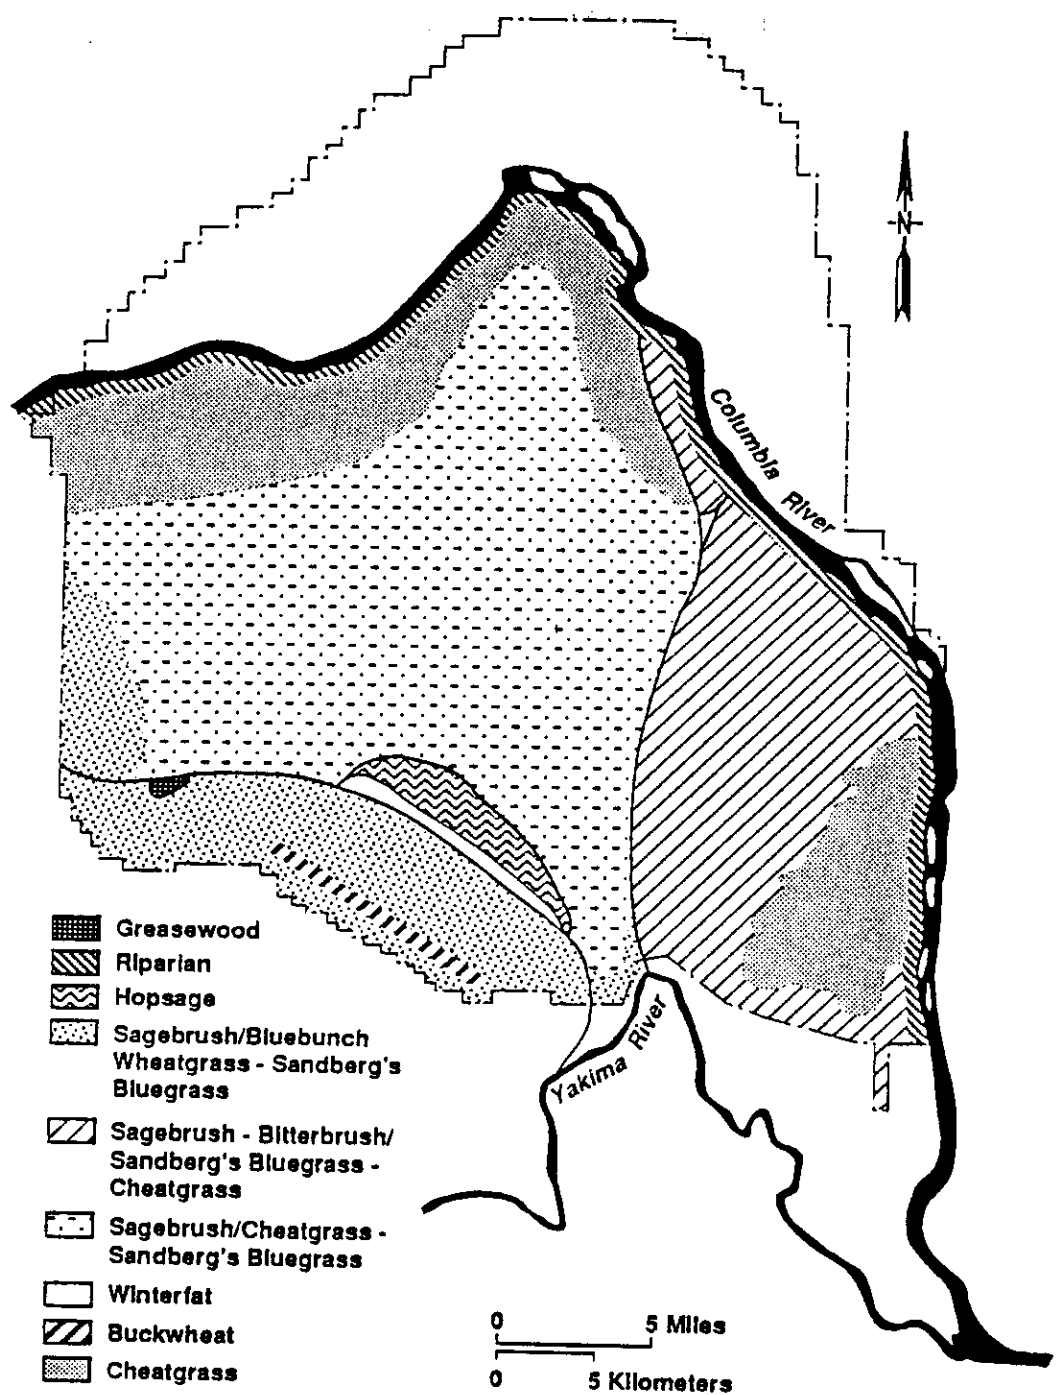 N
Columbia River
Yakima River
Greasewood
Riparian
Hopsage
Sagebrush/Bluebunch
Wheatgrass - Sandberg's
Bluegrass
Sagebrush - Bitterbrush/
Sandberg's Bluegrass -
Cheatgrass
Sagebrush/Cheatgrass -
Sandberg's Bluegrass
Winterfat
Buckwheat
Cheatgrass
0 5 Miles
0 5 Kilometers